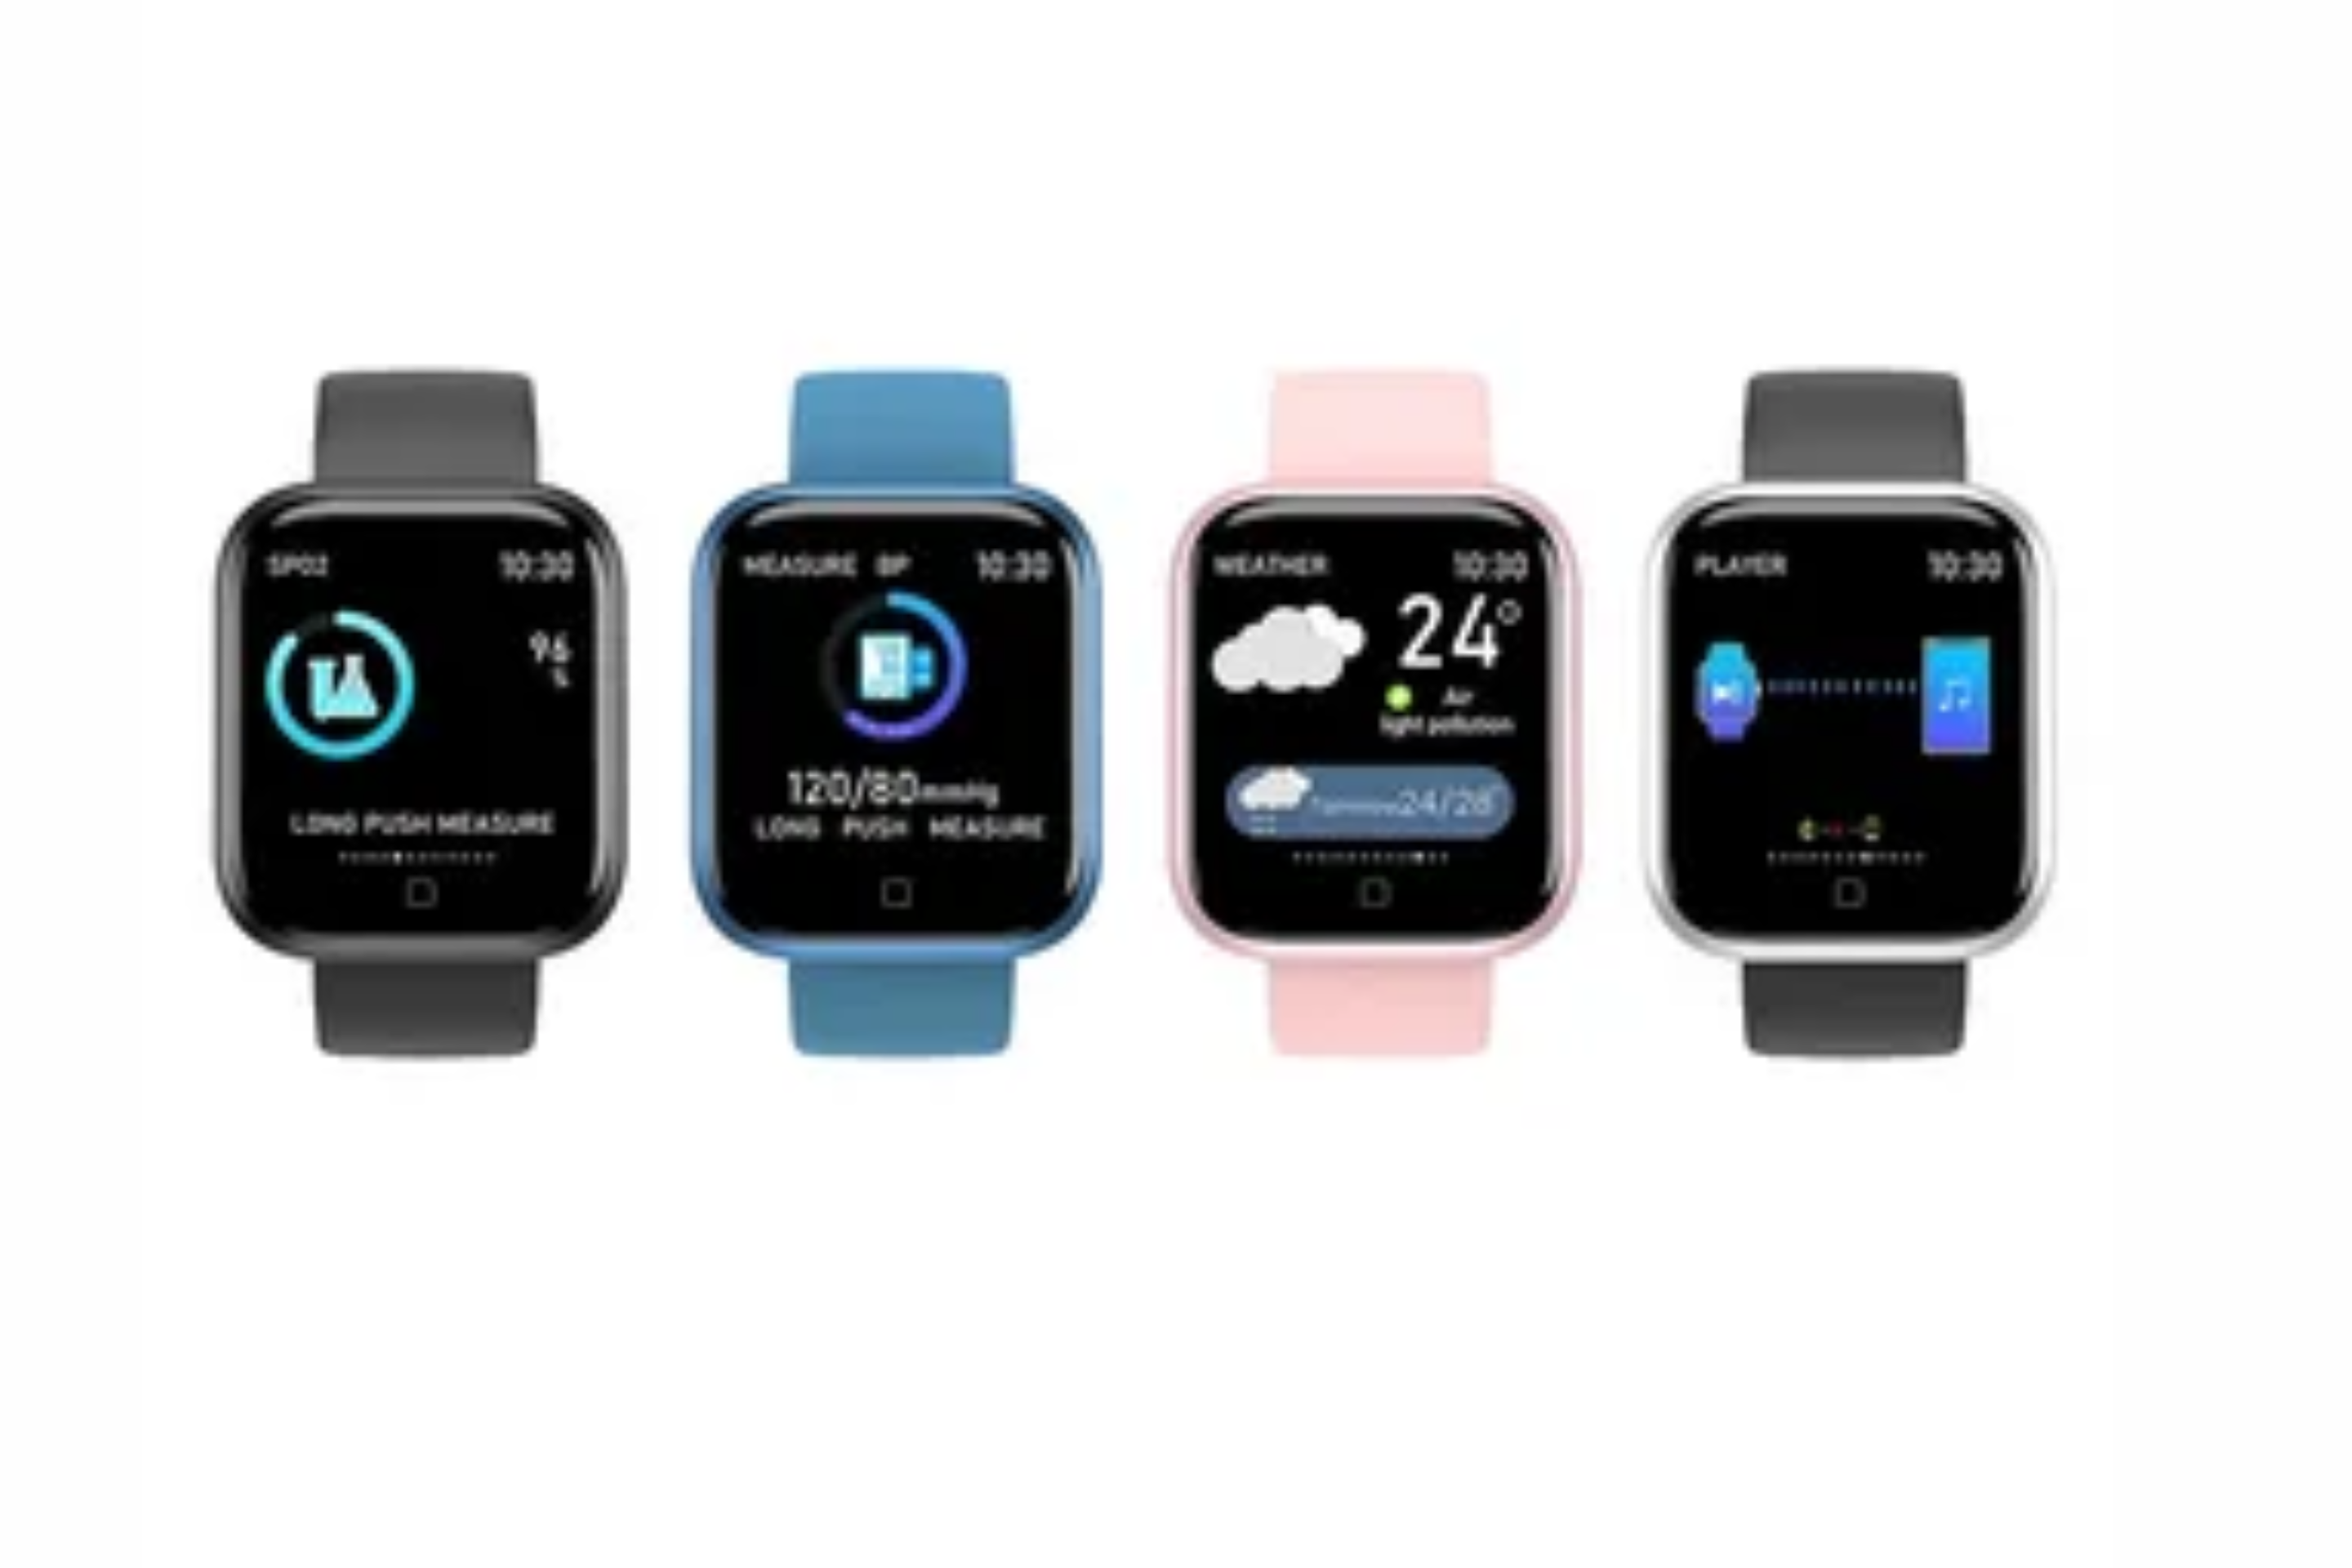 SPO2 10:30
96
%
LONG PUSH MEASURE
MEASURE BP 10:30
120/80mmHg
LONG PUSH MEASURE
WEATHER 10:30
24°
Air
light pollution
24/28°
PLAYER 10:30